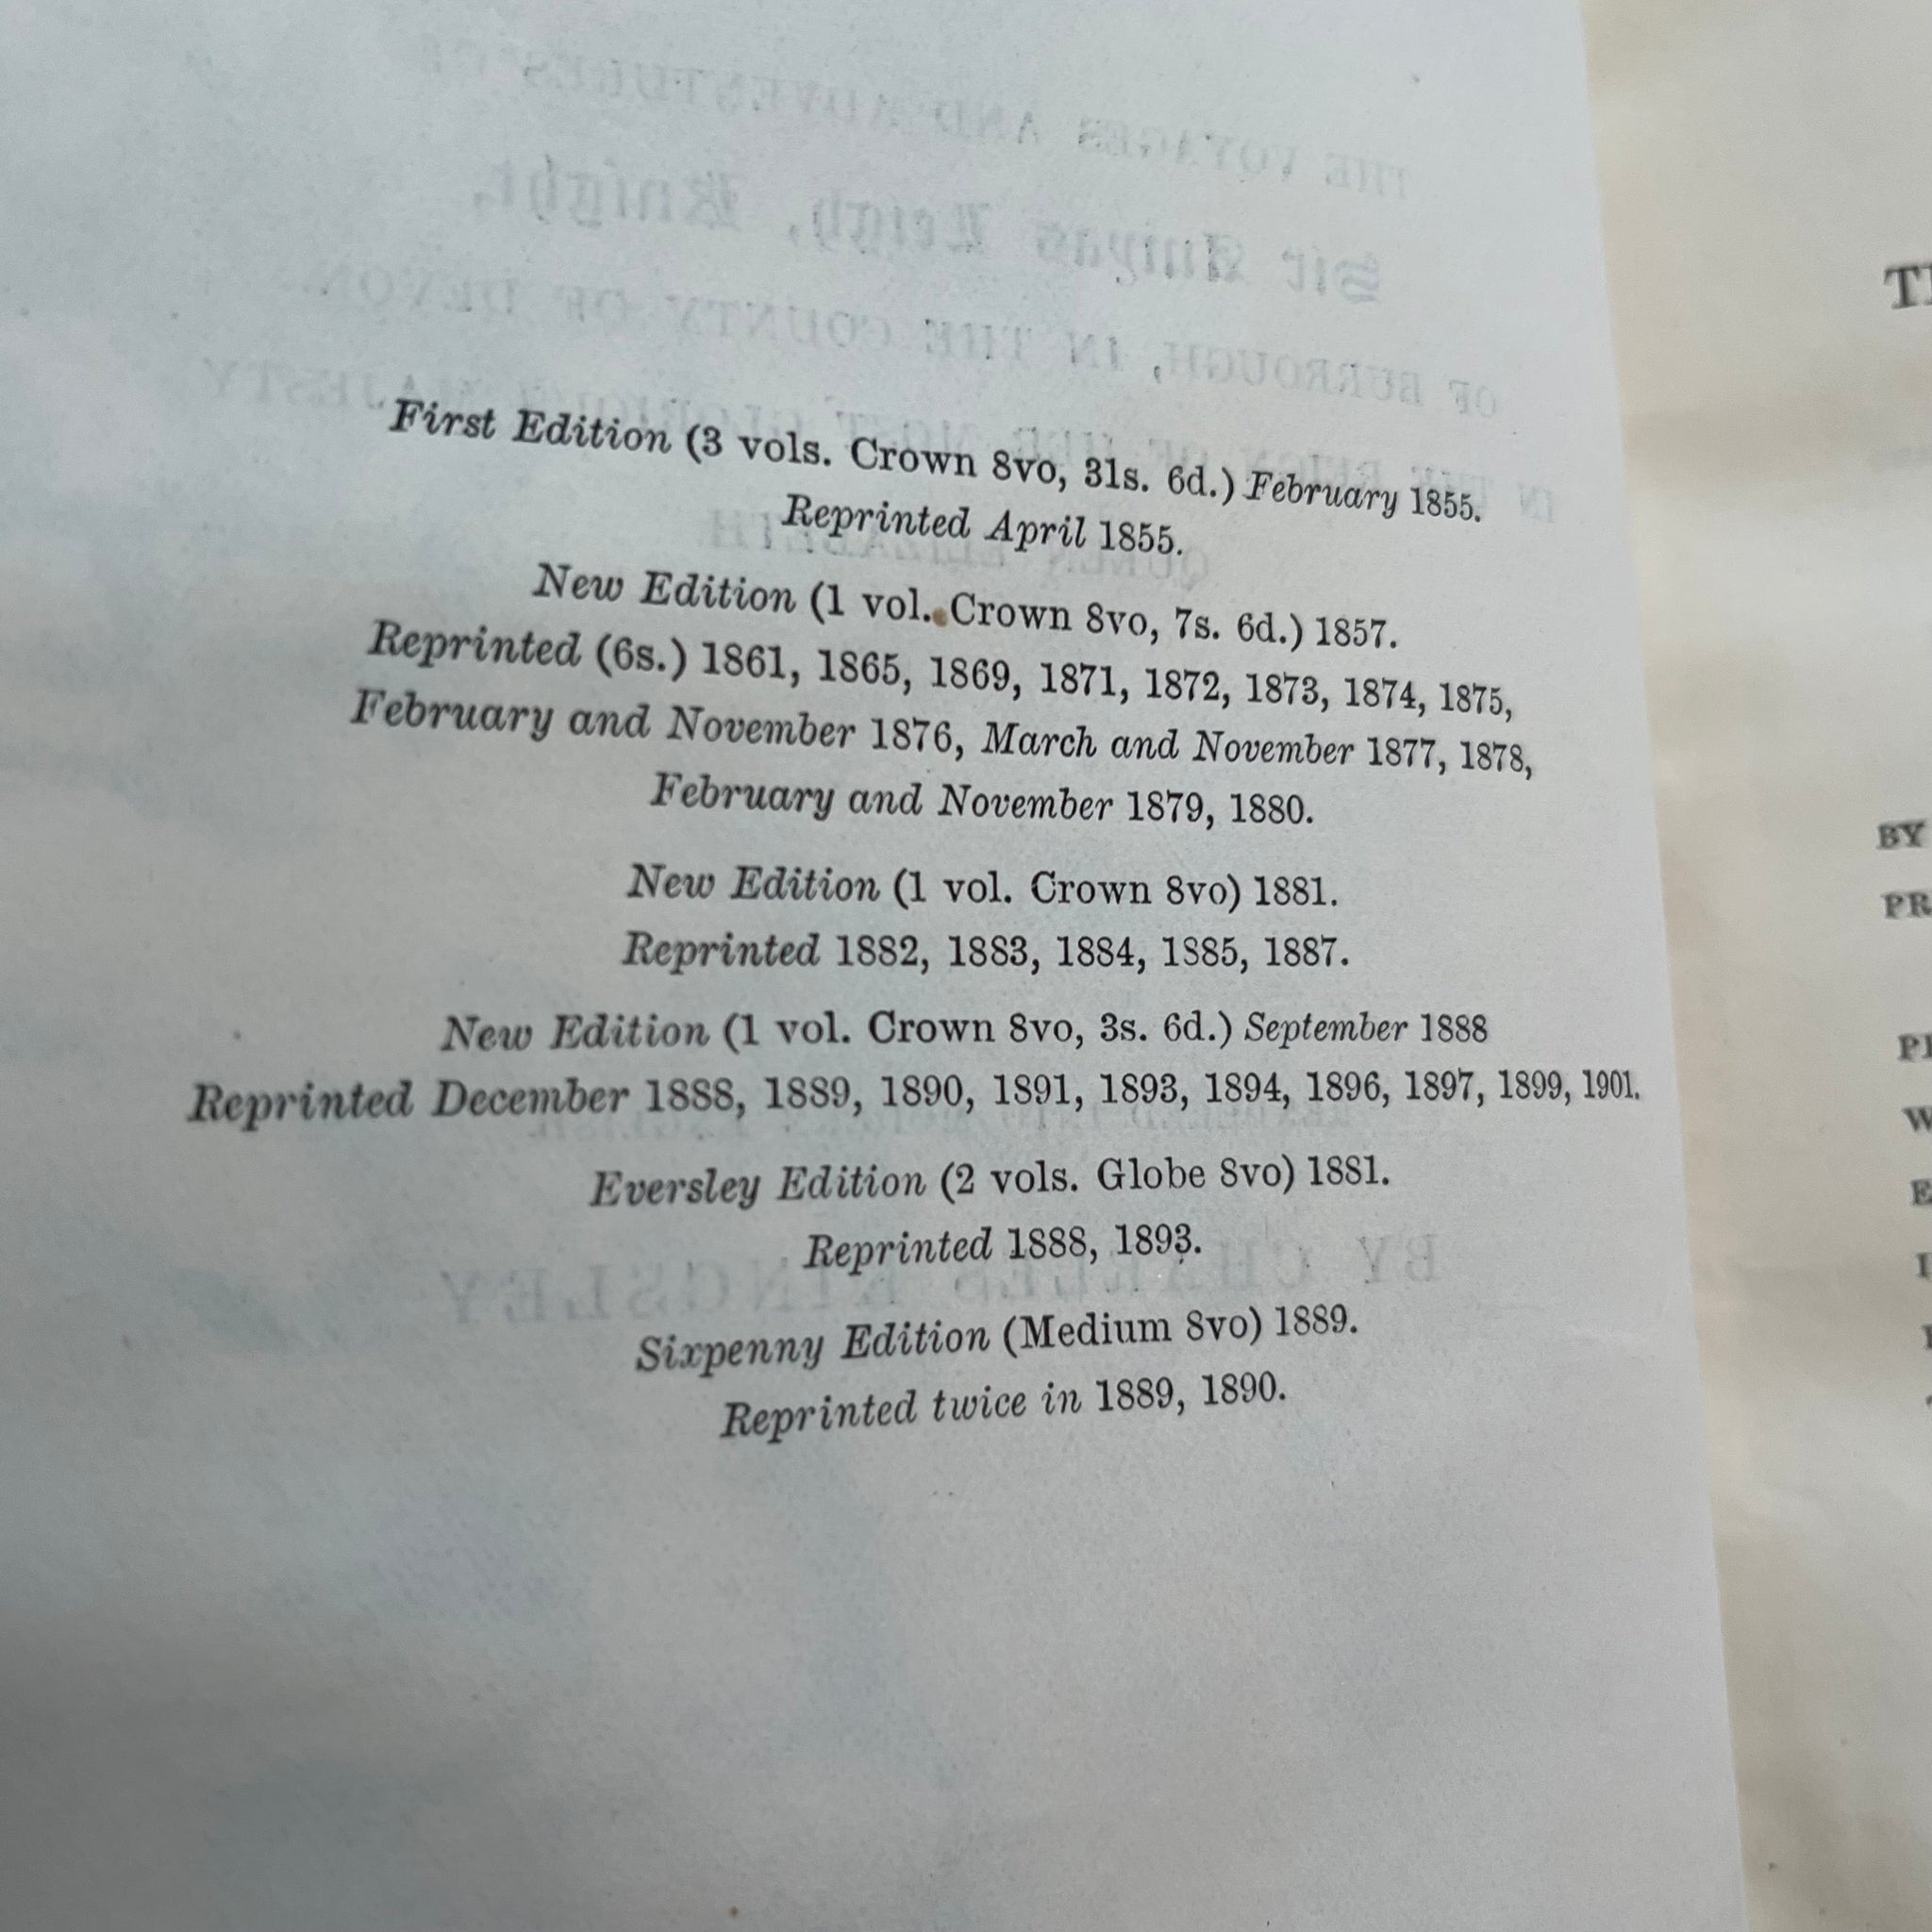 First Edition (3 vols. Crown 8vo, 31s. 6d.) February 1855.
Reprinted April 1855.
New Edition (1 vol. Crown 8vo, 7s. 6d.) 1857.
Reprinted (6s.) 1861, 1865, 1869, 1871, 1872, 1873, 1874, 1875,
February and November 1876, March and November 1877, 1878,
February and November 1879, 1880.
New Edition (1 vol. Crown 8vo) 1881.
Reprinted 1882, 1883, 1884, 1885, 1887.
New Edition (1 vol. Crown 8vo, 3s. 6d.) September 1888
Reprinted December 1888, 1889, 1890, 1891, 1893, 1894, 1896, 1897, 1899, 1901.
Eversley Edition (2 vols. Globe 8vo) 1881.
Reprinted 1888, 1893.
Sixpenny Edition (Medium 8vo) 1889.
Reprinted twice in 1889, 1890.
BY